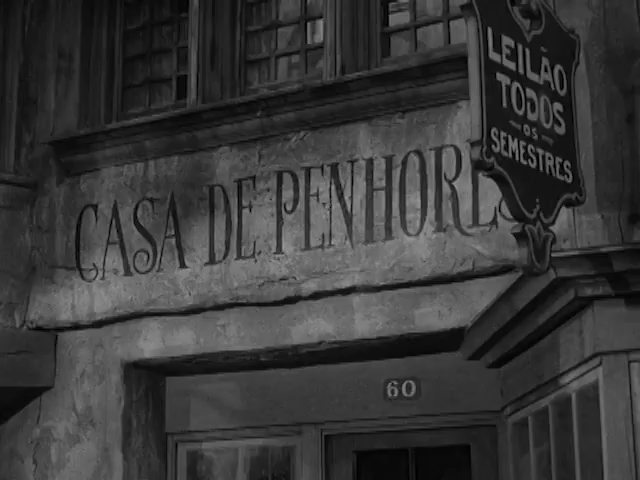 LEILÃO
TODOS
OS
SEMESTRES
CASA DE PENHORES
60